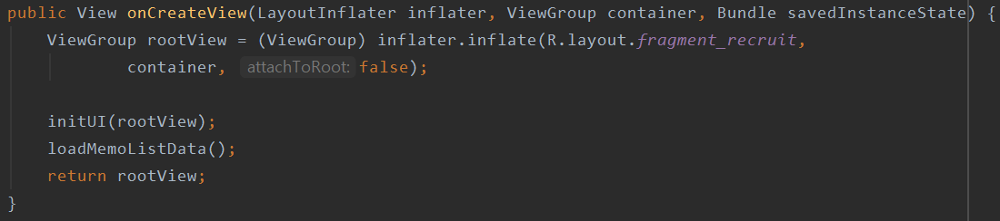 public View onCreateView(LayoutInflater inflater, ViewGroup container, Bundle savedInstanceState) {
ViewGroup rootView = (ViewGroup) inflater.inflate(R.layout.fragment_recruit,
container, attachToRoot: false);
initUI(rootView);
loadMemoListData();
return rootView;
}